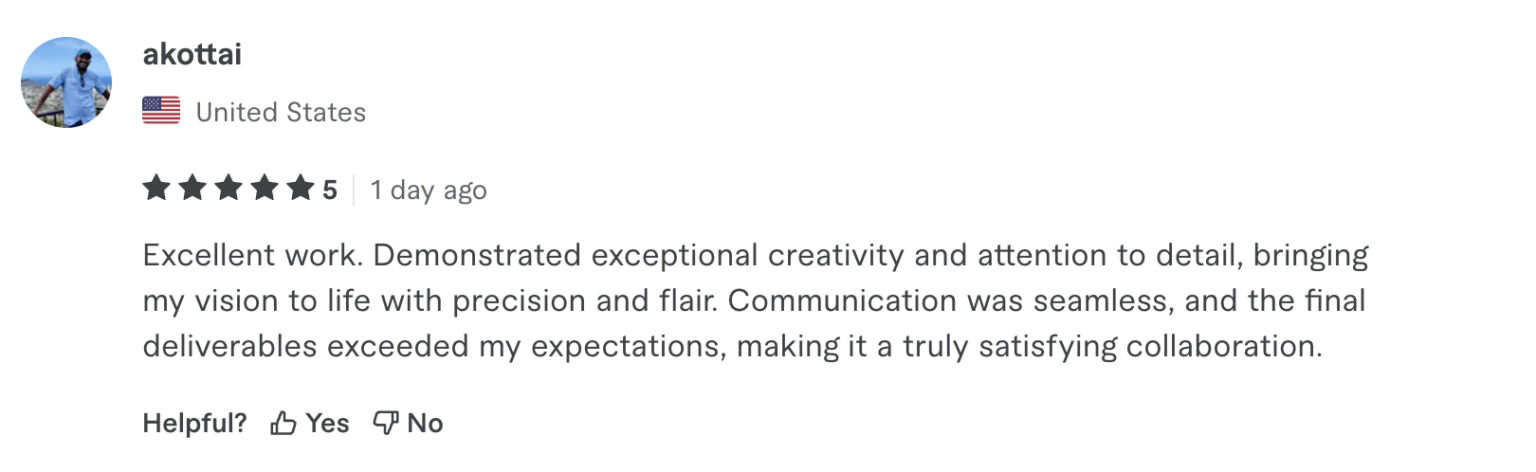 akottai
United States
5 1 day ago
Excellent work. Demonstrated exceptional creativity and attention to detail, bringing
my vision to life with precision and flair. Communication was seamless, and the final
deliverables exceeded my expectations, making it a truly satisfying collaboration.
Helpful? Yes No